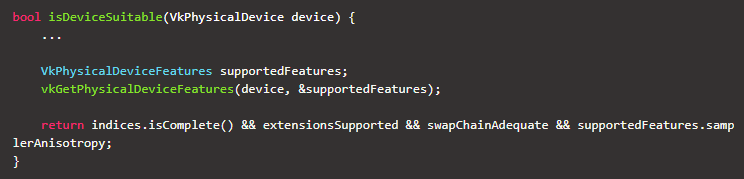 bool isDeviceSuitable(VkPhysicalDevice device) {
    ...
    VkPhysicalDeviceFeatures supportedFeatures;
    vkGetPhysicalDeviceFeatures(device, &supportedFeatures);
    return indices.isComplete() && extensionsSupported && swapChainAdequate && supportedFeatures.samp
lerAnisotropy;
}